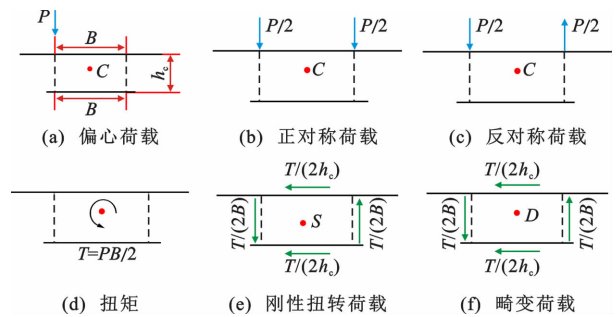 P
B
C
h_c
B
(a) 偏心荷载
P/2
P/2
C
(b) 正对称荷载
P/2
P/2
C
(c) 反对称荷载
T=PB/2
(d) 扭矩
T/(2h_c)
T/(2B)
S
T/(2B)
T/(2h_c)
(e) 刚性扭转荷载
T/(2h_c)
T/(2B)
D
T/(2B)
T/(2h_c)
(f) 畸变荷载